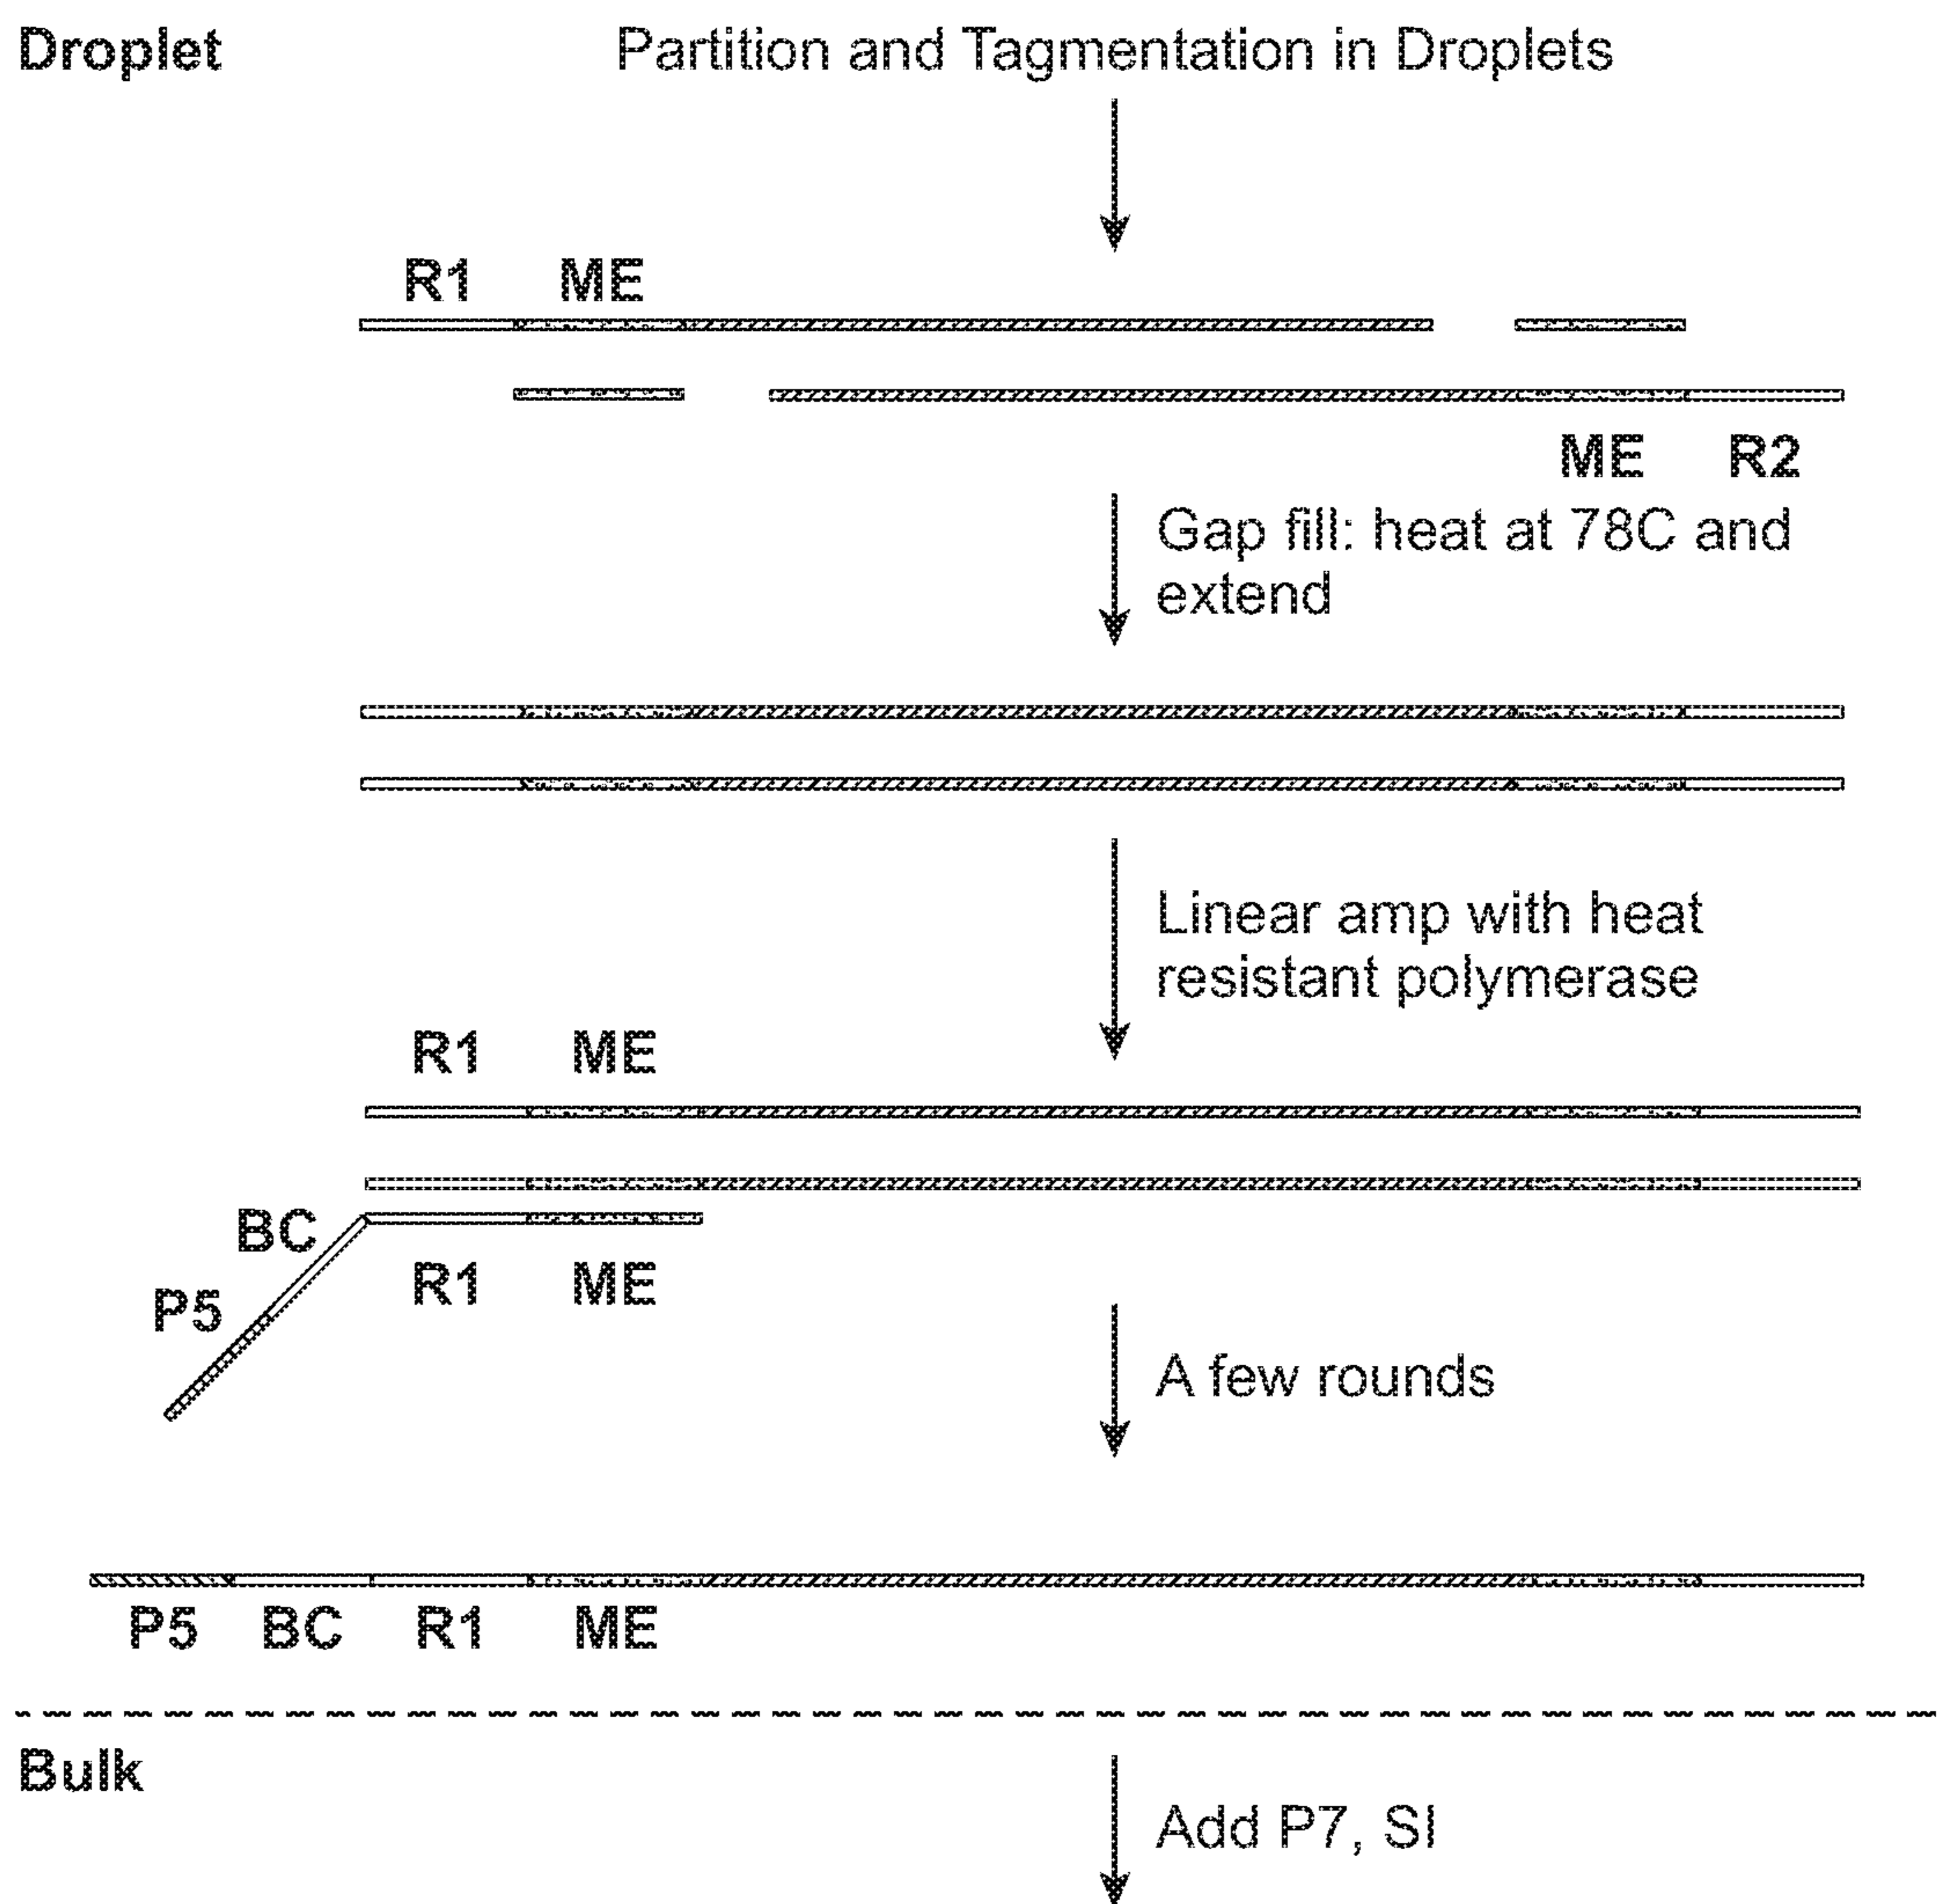 Droplet
Partition and Tagmentation in Droplets
R1 ME
ME R2
Gap fill: heat at 78C and
extend
Linear amp with heat
resistant polymerase
R1 ME
BC
R1 ME
P5
A few rounds
P5 BC R1 ME
Bulk
Add P7, SI